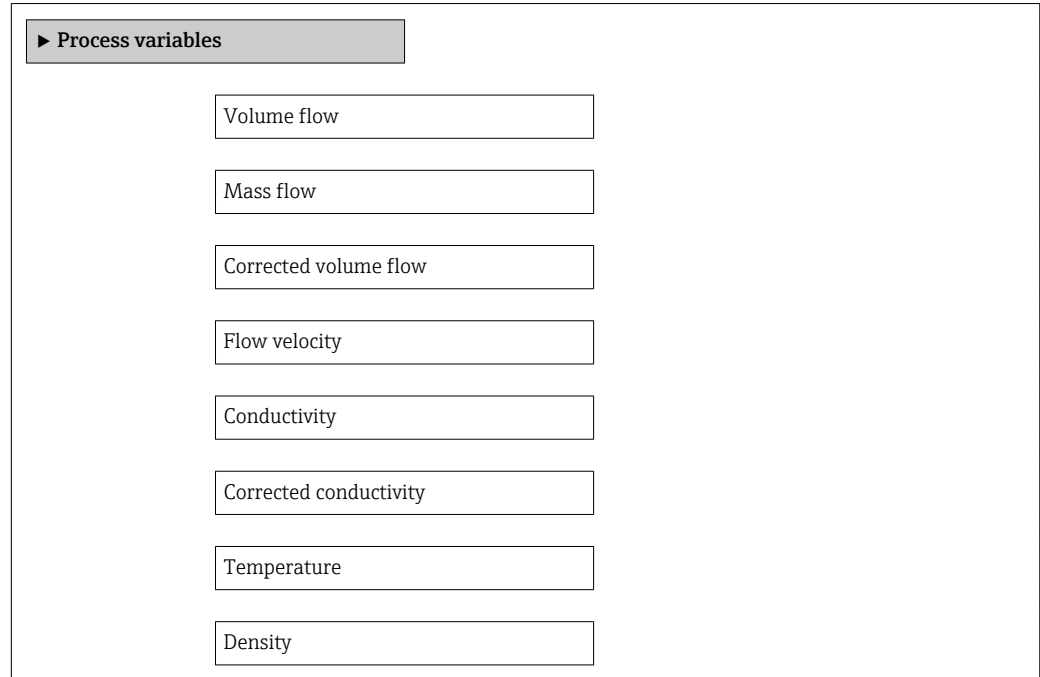 ▶ Process variables
Volume flow
Mass flow
Corrected volume flow
Flow velocity
Conductivity
Corrected conductivity
Temperature
Density